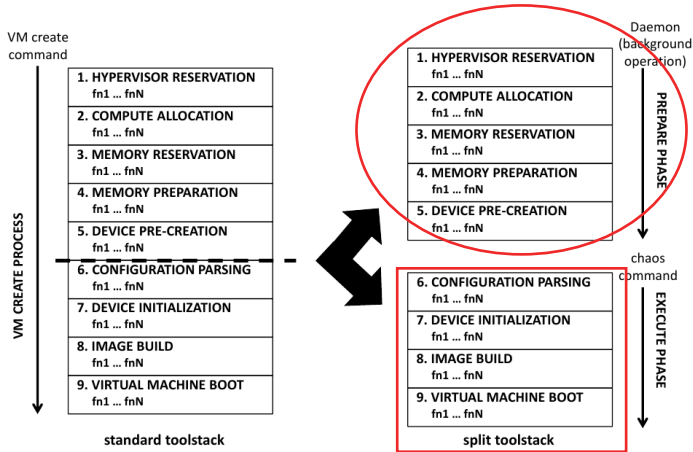 VM create
command
VM CREATE PROCESS
1. HYPERVISOR RESERVATION
fn1 ... fnN
2. COMPUTE ALLOCATION
fn1 ... fnN
3. MEMORY RESERVATION
fn1 ... fnN
4. MEMORY PREPARATION
fn1 ... fnN
5. DEVICE PRE-CREATION
fn1 ... fnN
6. CONFIGURATION PARSING
fn1 ... fnN
7. DEVICE INITIALIZATION
fn1 ... fnN
8. IMAGE BUILD
fn1 ... fnN
9. VIRTUAL MACHINE BOOT
fn1 ... fnN
standard toolstack
Daemon
(background
operation)
1. HYPERVISOR RESERVATION
fn1 ... fnN
2. COMPUTE ALLOCATION
fn1 ... fnN
3. MEMORY RESERVATION
fn1 ... fnN
4. MEMORY PREPARATION
fn1 ... fnN
5. DEVICE PRE-CREATION
fn1 ... fnN
PREPARE PHASE
chaos
command
6. CONFIGURATION PARSING
fn1 ... fnN
7. DEVICE INITIALIZATION
fn1 ... fnN
8. IMAGE BUILD
fn1 ... fnN
9. VIRTUAL MACHINE BOOT
fn1 ... fnN
EXECUTE PHASE
split toolstack